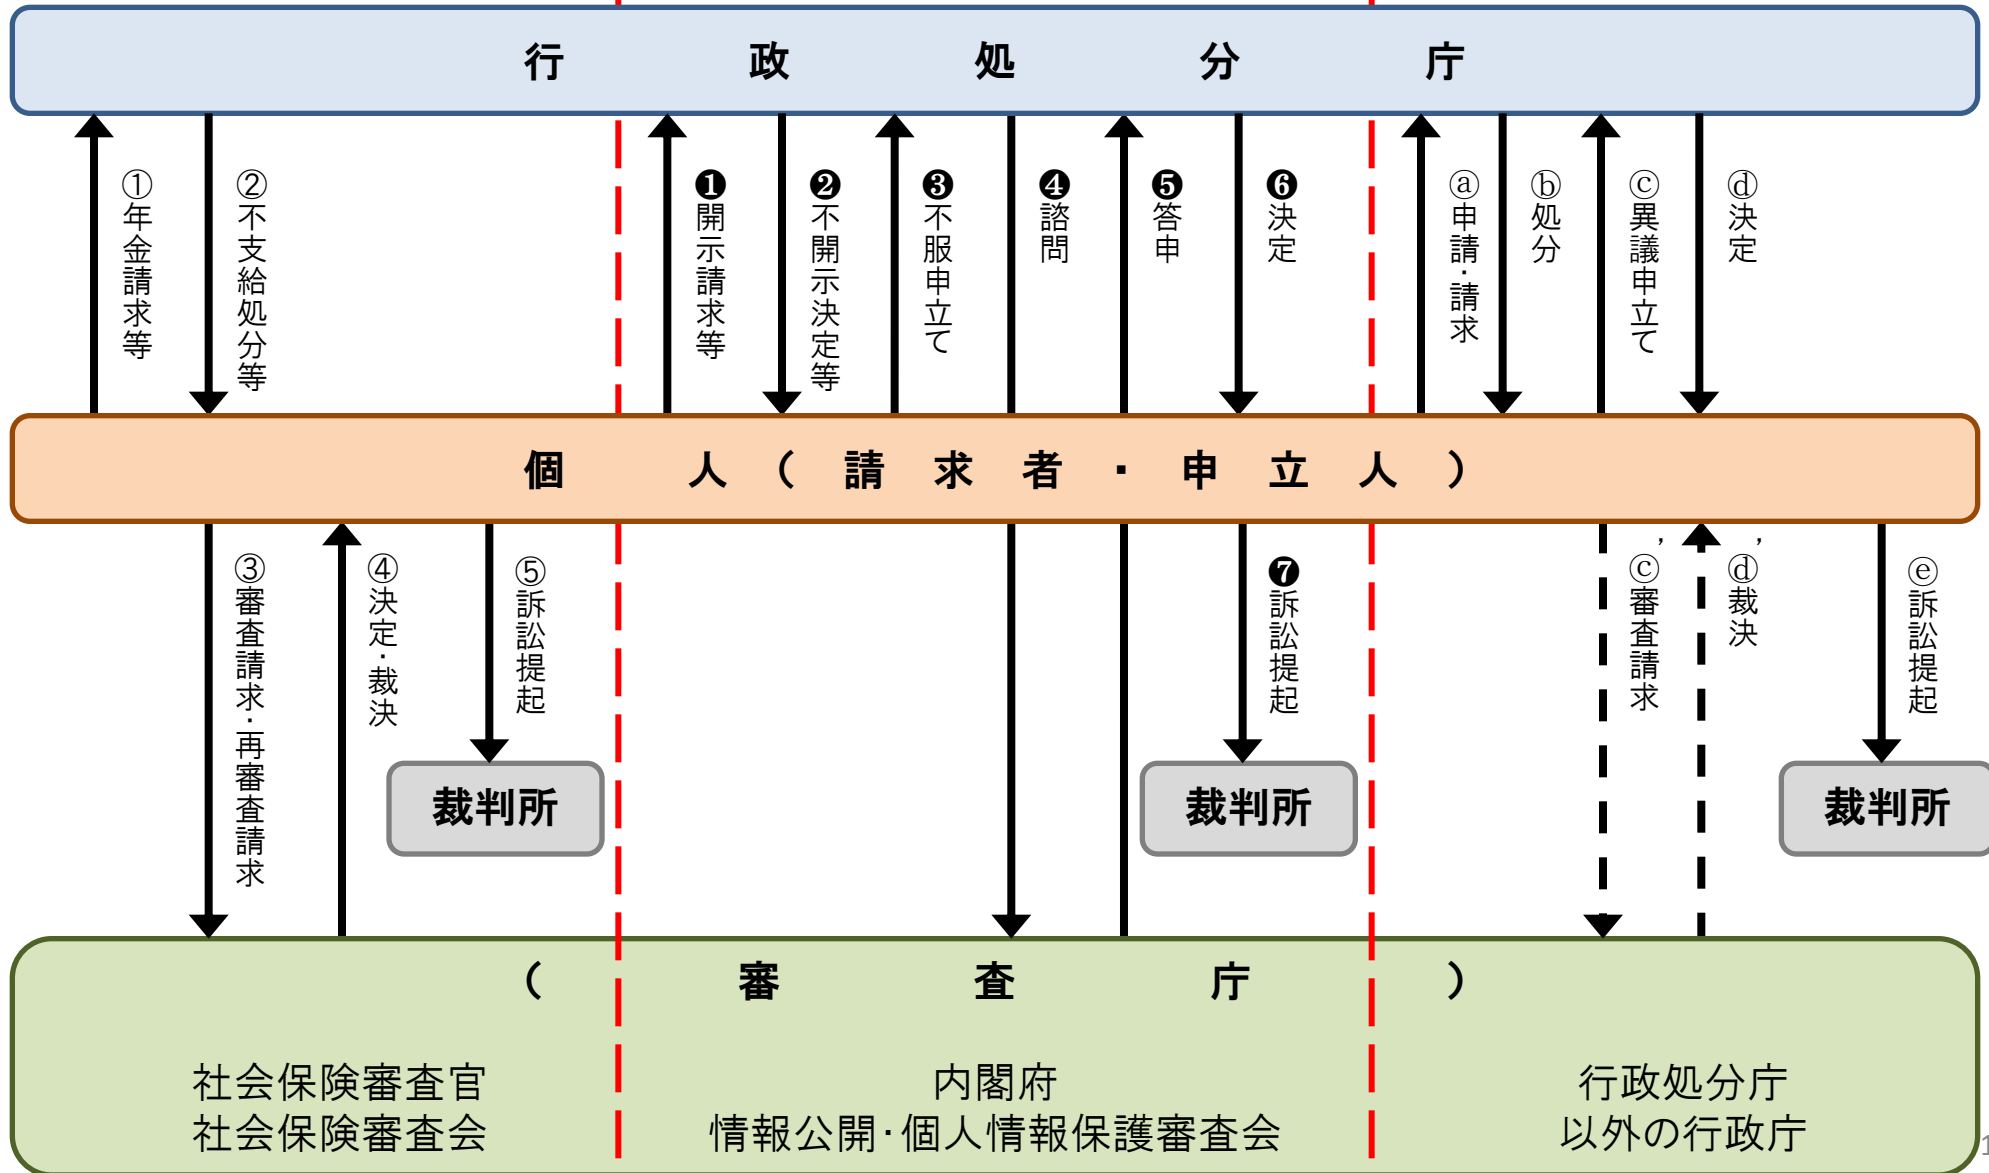 行政処分庁
①年金請求等
②不支給処分等
❶開示請求等
❷不開示決定等
❸不服申立て
❹諮問
❺答申
❻決定
ⓐ申請・請求
ⓑ処分
ⓒ異議申立て
ⓓ決定
個人(請求者・申立人)
③審査請求・再審査請求
④決定・裁決
⑤訴訟提起
❼訴訟提起
ⓒ’審査請求
ⓓ’裁決
ⓔ訴訟提起
裁判所
裁判所
裁判所
(審査庁)
社会保険審査官
社会保険審査会
内閣府
情報公開・個人情報保護審査会
行政処分庁
以外の行政庁
1